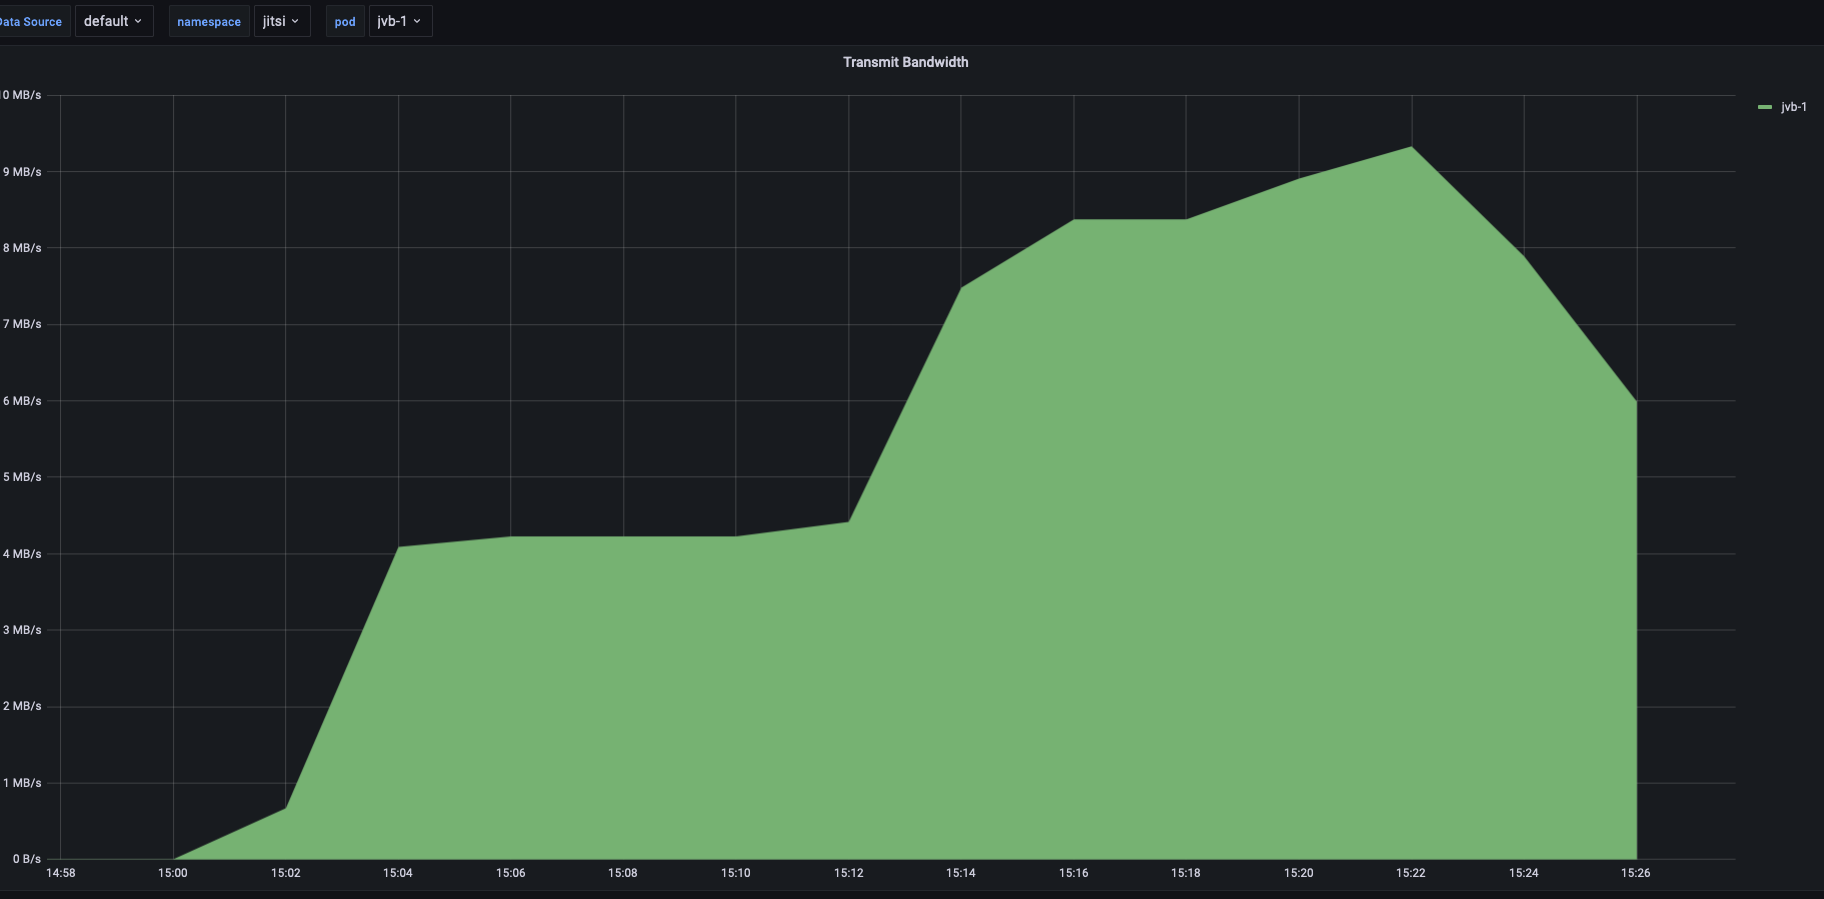 Data Source default namespace jitsi pod jvb-1
Transmit Bandwidth
10 MB/s
jvb-1
9 MB/s
8 MB/s
7 MB/s
6 MB/s
5 MB/s
4 MB/s
3 MB/s
2 MB/s
1 MB/s
0 B/s
14:58 15:00 15:02 15:04 15:06 15:08 15:10 15:12 15:14 15:16 15:18 15:20 15:22 15:24 15:26